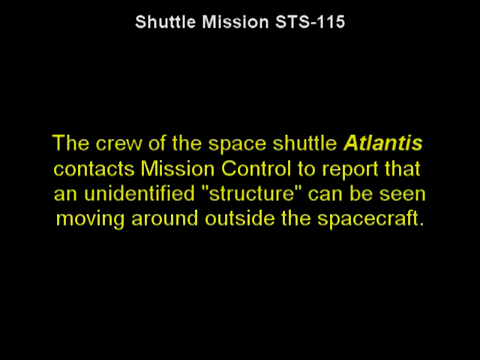 Shuttle Mission STS-115
The crew of the space shuttle Atlantis
contacts Mission Control to report that
an unidentified "structure" can be seen
moving around outside the spacecraft.